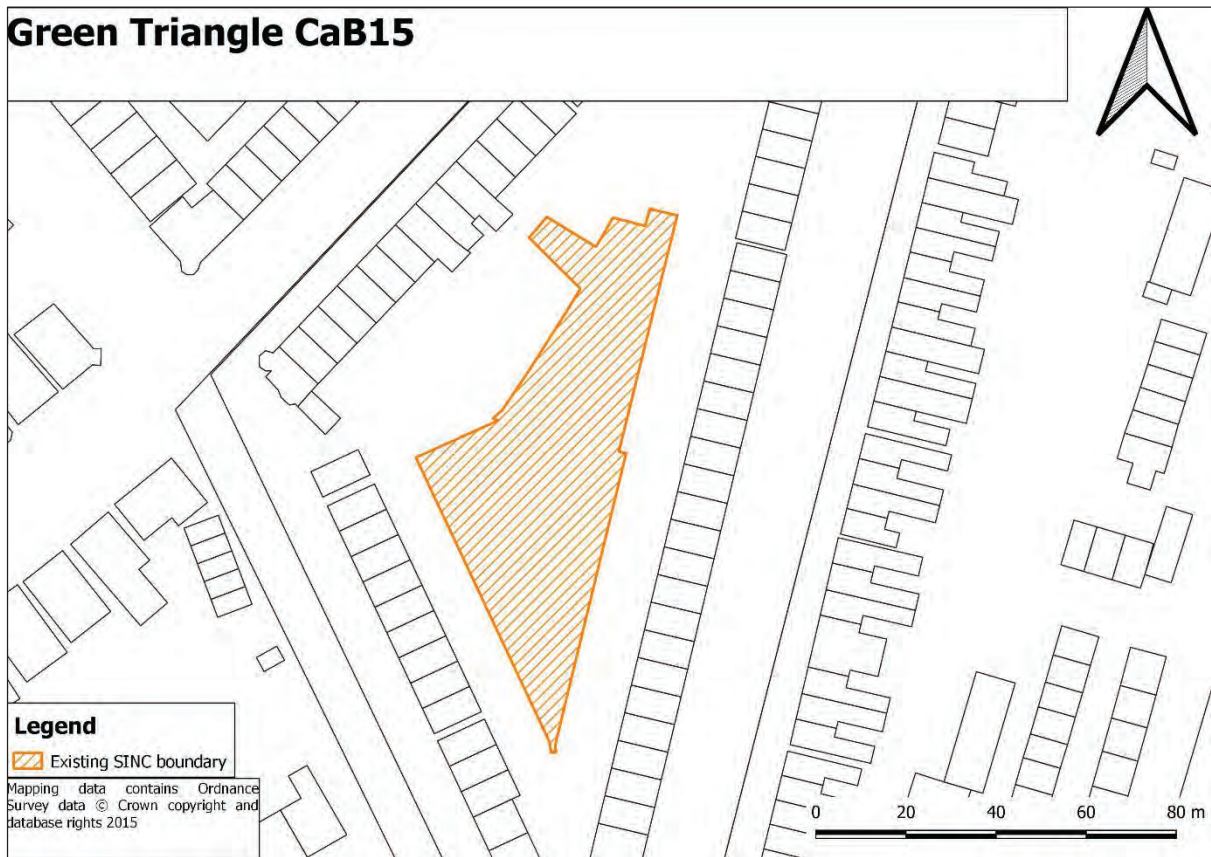 Green Triangle CaB15
Legend
Existing SINC boundary
Mapping data contains Ordnance
Survey data © Crown copyright and
database rights 2015
0 20 40 60 80 m